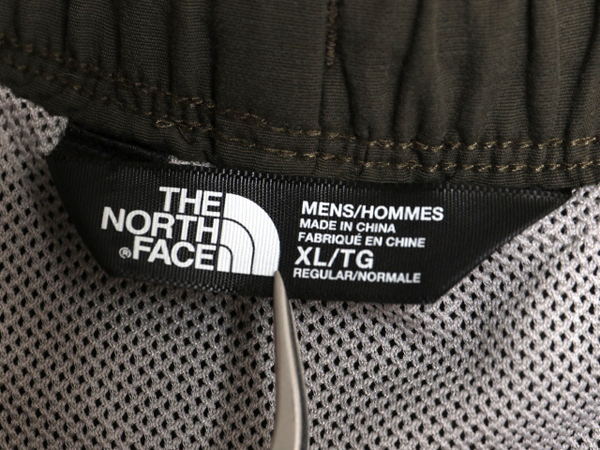 THE
NORTH
®FACE
MENS/HOMMES
MADE IN CHINA
FABRIQUÉ EN CHINE
XL/TG
REGULAR/NORMALE